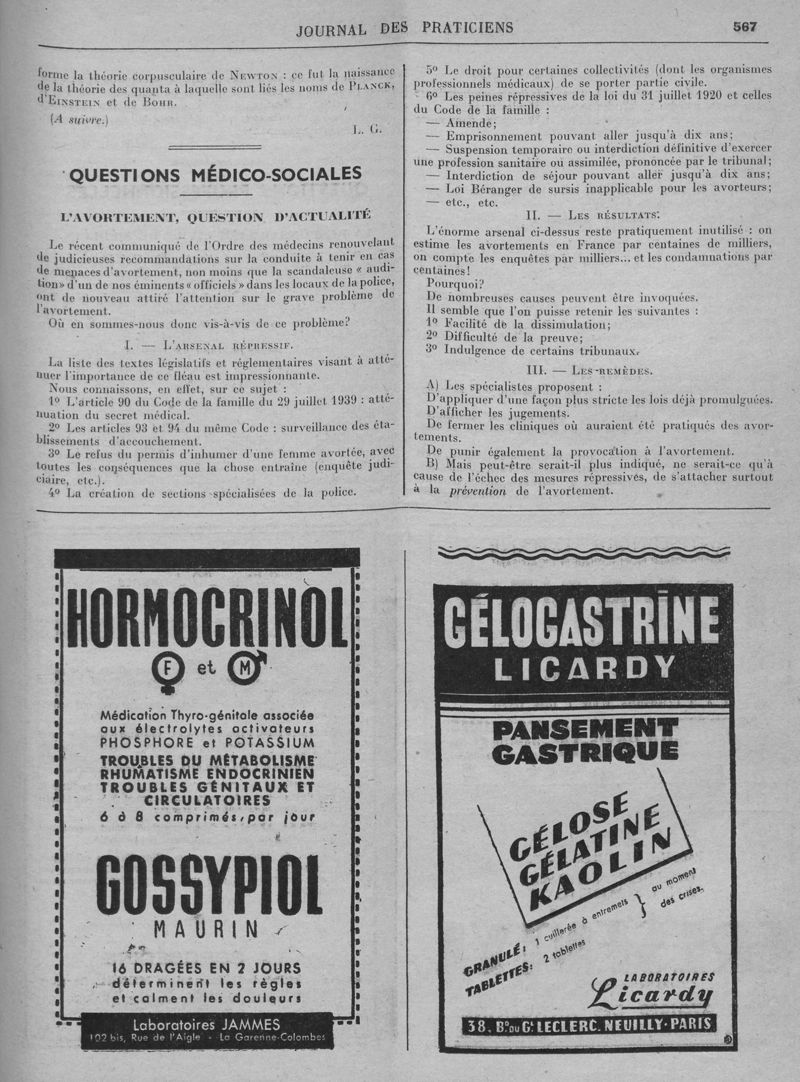 JOURNAL DES PRATICIENS
567
forme la théorie corpusculaire de NEWTON : ce fut la naissance
de la théorie des quanta à laquelle sont liés les noms de PLANCK,
d'EINSTEIN et de BOHR.
(A suivre.)
L. G.
QUESTIONS MÉDICO-SOCIALES
L'AVORTEMENT, QUESTION D'ACTUALITÉ
Le récent communiqué de l'Ordre des médecins renouvelant
de judicieuses recommandations sur la conduite à tenir en cas
de menaces d'avortement, non moins que la scandaleuse « audi-
tion» d'un de nos éminents « officiels » dans les locaux de la police,
ont de nouveau attiré l'attention sur le grave problème de
l'avortement.
Où en sommes-nous donc vis-à-vis de ce problème?
I. — L'ARSENAL RÉPRESSIF.
La liste des textes législatifs et réglementaires visant à atté-
nuer l'importance de ce fléau est impressionnante.
Nous connaissons, en effet, sur ce sujet :
1º L'article 90 du Code de la famille du 29 juillet 1939 : atté-
nuation du secret médical.
2º Les articles 93 et 94 du même Code : surveillance des éta-
blissements d'accouchement.
3º Le refus du permis d'inhumer d'une femme avortée, avec
toutes les conséquences que la chose entraîne (enquête judi-
ciaire, etc.).
4º La création de sections spécialisées de la police.
5º Le droit pour certaines collectivités (dont les organismes
professionnels médicaux) de se porter partie civile.
6º Les peines répressives de la loi du 31 juillet 1920 et celles
du Code de la famille :
— Amende;
— Emprisonnement pouvant aller jusqu'à dix ans;
— Suspension temporaire ou interdiction définitive d'exercer
une profession sanitaire ou assimilée, prononcée par le tribunal;
— Interdiction de séjour pouvant aller jusqu'à dix ans;
— Loi Béranger de sursis inapplicable pour les avorteurs;
— etc., etc.
II. — LES RÉSULTATS.
L'énorme arsenal ci-dessus reste pratiquement inutilisé : on
estime les avortements en France par centaines de milliers,
on compte les enquêtes par milliers... et les condamnations par
centaines!
Pourquoi?
De nombreuses causes peuvent être invoquées.
Il semble que l'on puisse retenir les suivantes :
1º Facilité de la dissimulation;
2º Difficulté de la preuve;
3º Indulgence de certains tribunaux.
III. — LES REMÈDES.
A) Les spécialistes proposent :
D'appliquer d'une façon plus stricte les lois déjà promulguées.
D'afficher les jugements.
De fermer les cliniques où auraient été pratiqués des avor-
tements.
De punir également la provocation à l'avortement.
B) Mais peut-être serait-il plus indiqué, ne serait-ce qu'à
cause de l'échec des mesures répressives, de s'attacher surtout
à la prévention de l'avortement.
HORMOCRINOL
F et M
Médication Thyro-génitale associée
aux électrolytes activateurs
PHOSPHORE et POTASSIUM
TROUBLES DU MÉTABOLISME
RHUMATISME ENDOCRINIEN
TROUBLES GÉNITAUX ET
CIRCULATOIRES
6 à 8 comprimés par jour
GOSSYPIOL
MAURIN
16 DRAGÉES EN 2 JOURS
déterminent les règles
et calment les douleurs
Laboratoires JAMMES
102 bis, Rue de l'Aigle - La Garenne-Colombes
GÉLOGASTRINE
LICARDY
PANSEMENT
GASTRIQUE
GÉLOSE
GÉLATINE
KAOLIN
GRANULÉ: 1 cuillerée à entremets
TABLETTES: 2 tablettes
} au moment
des crises.
LABORATOIRES
Licardy
38, Bᴰ DU Gᴬᴸ LECLERC. NEUILLY-PARIS